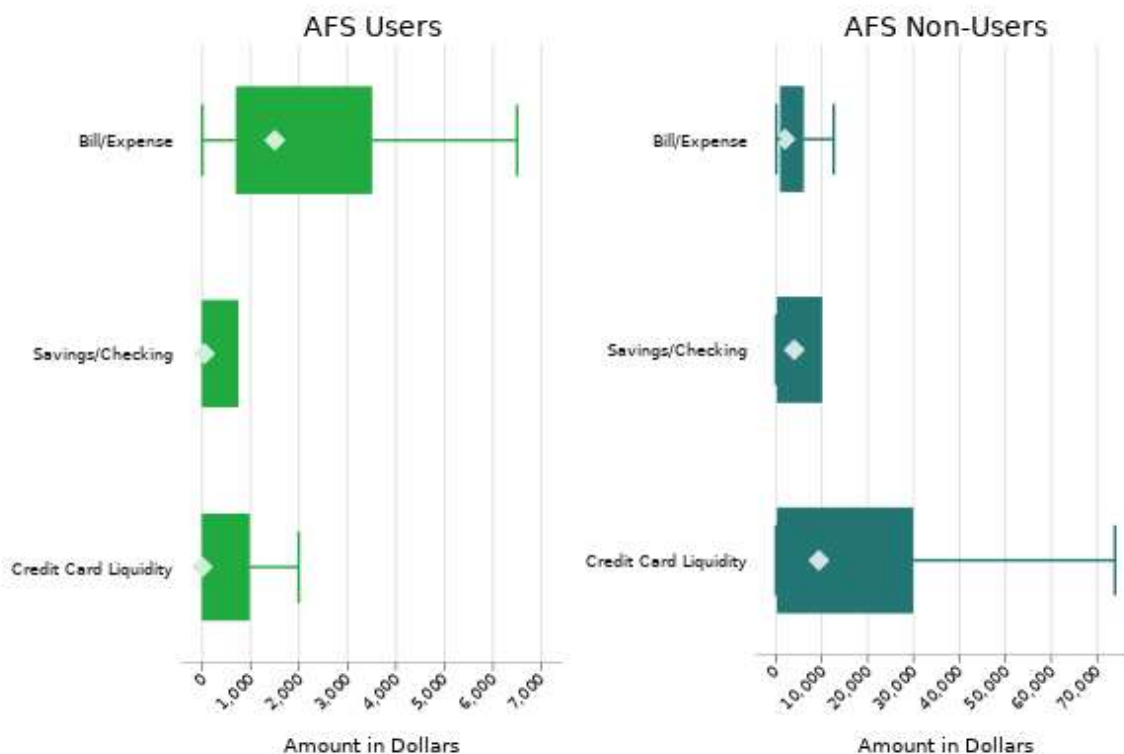 AFS Users
Bill/Expense
Savings/Checking
Credit Card Liquidity
0
1,000
2,000
3,000
4,000
5,000
6,000
7,000
Amount in Dollars
AFS Non-Users
Bill/Expense
Savings/Checking
Credit Card Liquidity
0
10,000
20,000
30,000
40,000
50,000
60,000
70,000
Amount in Dollars